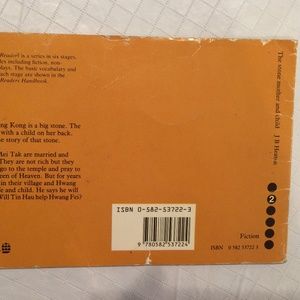 Reader) is a series in six stages,
les including fiction, non-
plays. The basic vocabulary and
ach stage are shown in the
Readers Handbook.
ng Kong is a big stone. The
with a child on her back.
he story of that stone.
Mei Tak are married and
They are not rich but they
go to the temple and pray to
een of Heaven. But for years
in their village and Hwang
e and child. He says he will
Will Tin Hau help Hwang Fei?
ISBN 0-582-53722-3
9 780582 537224
The stone mother and child J B Heaton
2
Fiction
ISBN 0 582 53722 3